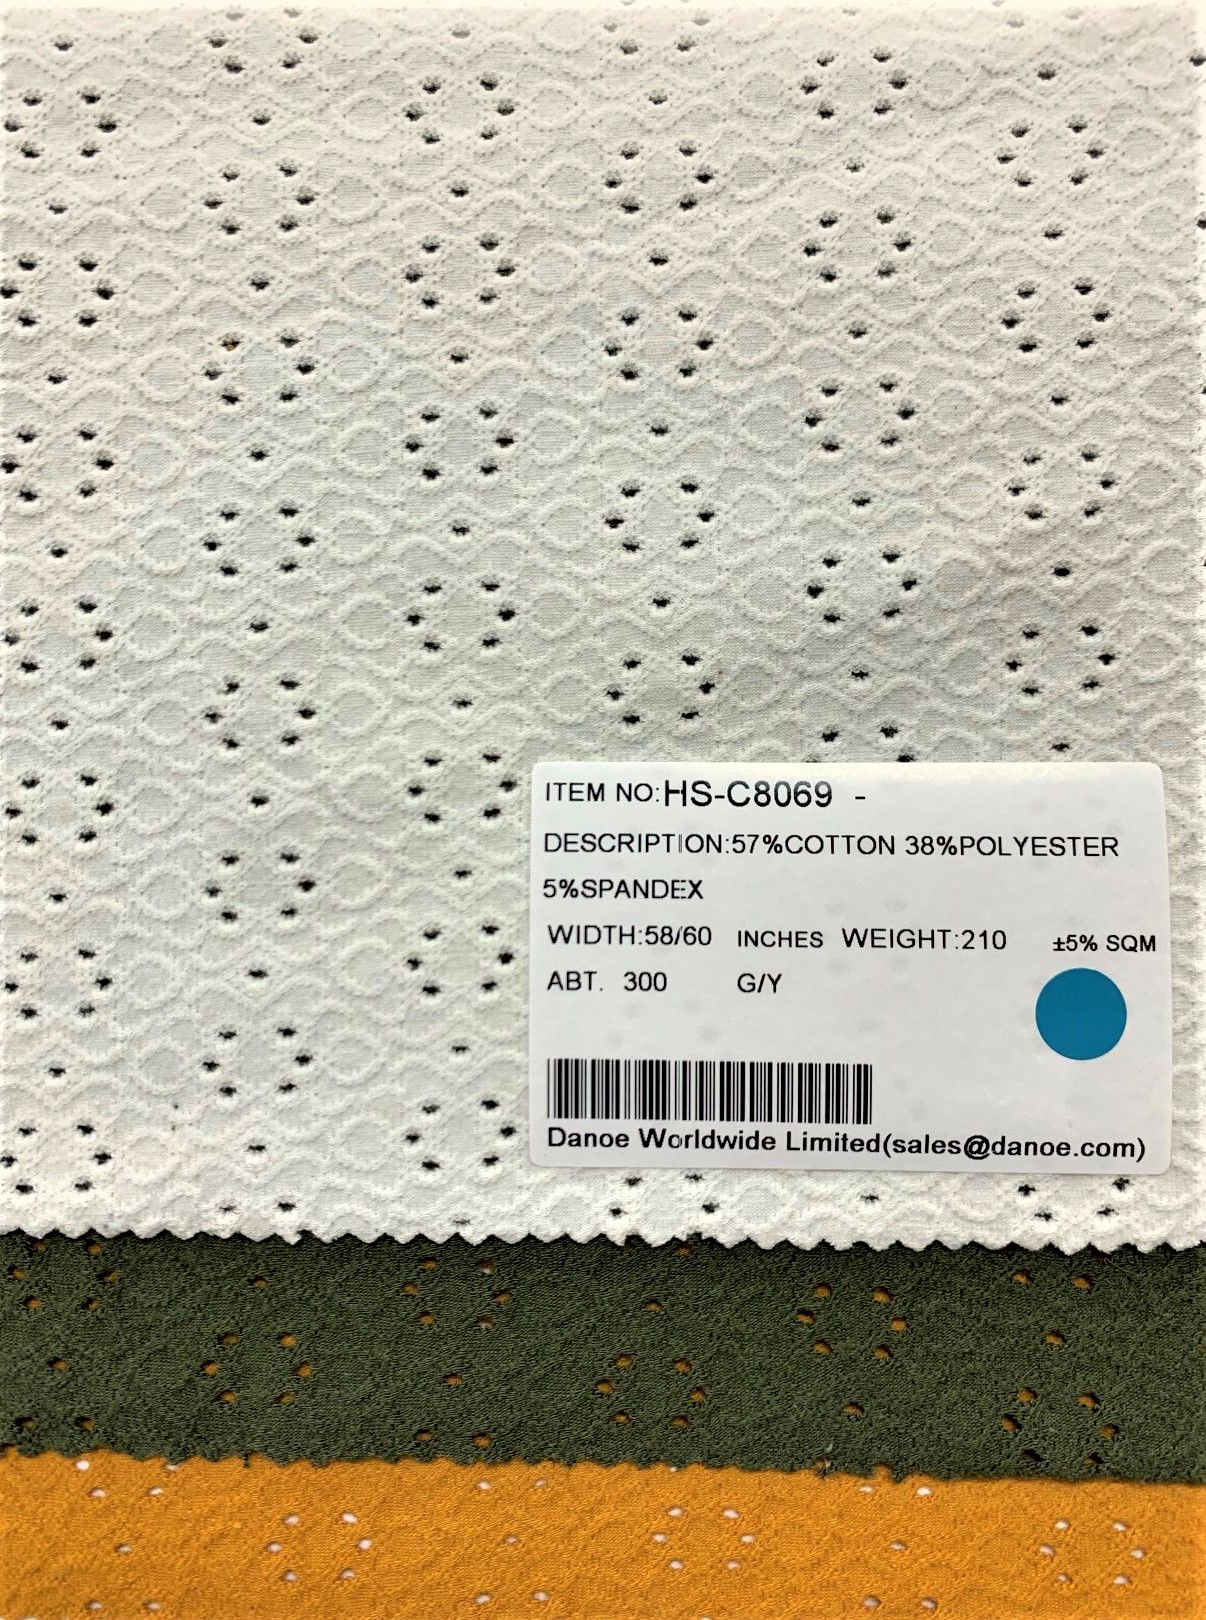 ITEM NO:HS-C8069 -
DESCRIPTION:57%COTTON 38%POLYESTER
5%SPANDEX
WIDTH:58/60 INCHES WEIGHT:210 ±5% SQM
ABT. 300 G/Y
Danoe Worldwide Limited(sales@danoe.com)